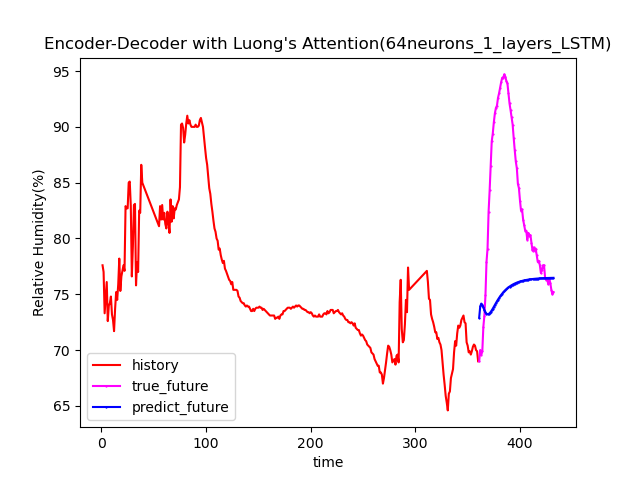 Encoder-Decoder with Luong's Attention(64neurons_1_layers_LSTM)
Relative Humidity(%)
95
90
85
80
75
70
65
history
true_future
predict_future
0 100 200 300 400
time